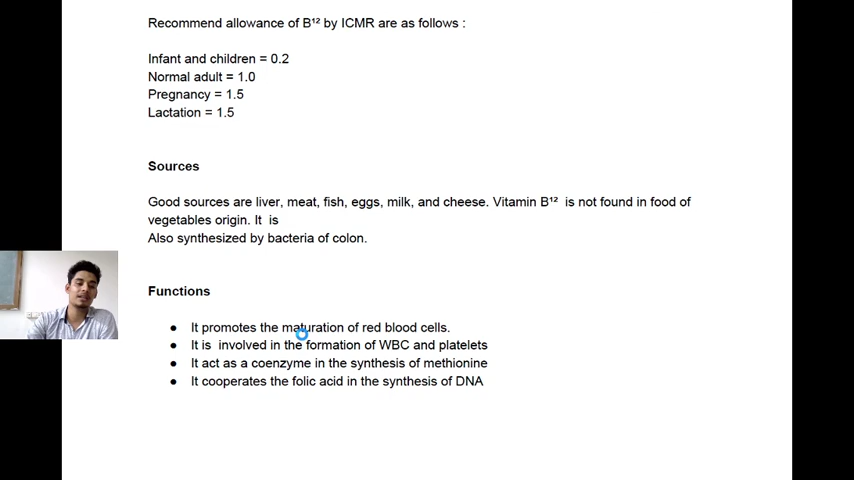 Recommend allowance of B¹² by ICMR are as follows :
Infant and children = 0.2
Normal adult = 1.0
Pregnancy = 1.5
Lactation = 1.5
Sources
Good sources are liver, meat, fish, eggs, milk, and cheese. Vitamin B¹² is not found in food of
vegetables origin. It is
Also synthesized by bacteria of colon.
Functions
● It promotes the maturation of red blood cells.
● It is involved in the formation of WBC and platelets
● It act as a coenzyme in the synthesis of methionine
● It cooperates the folic acid in the synthesis of DNA